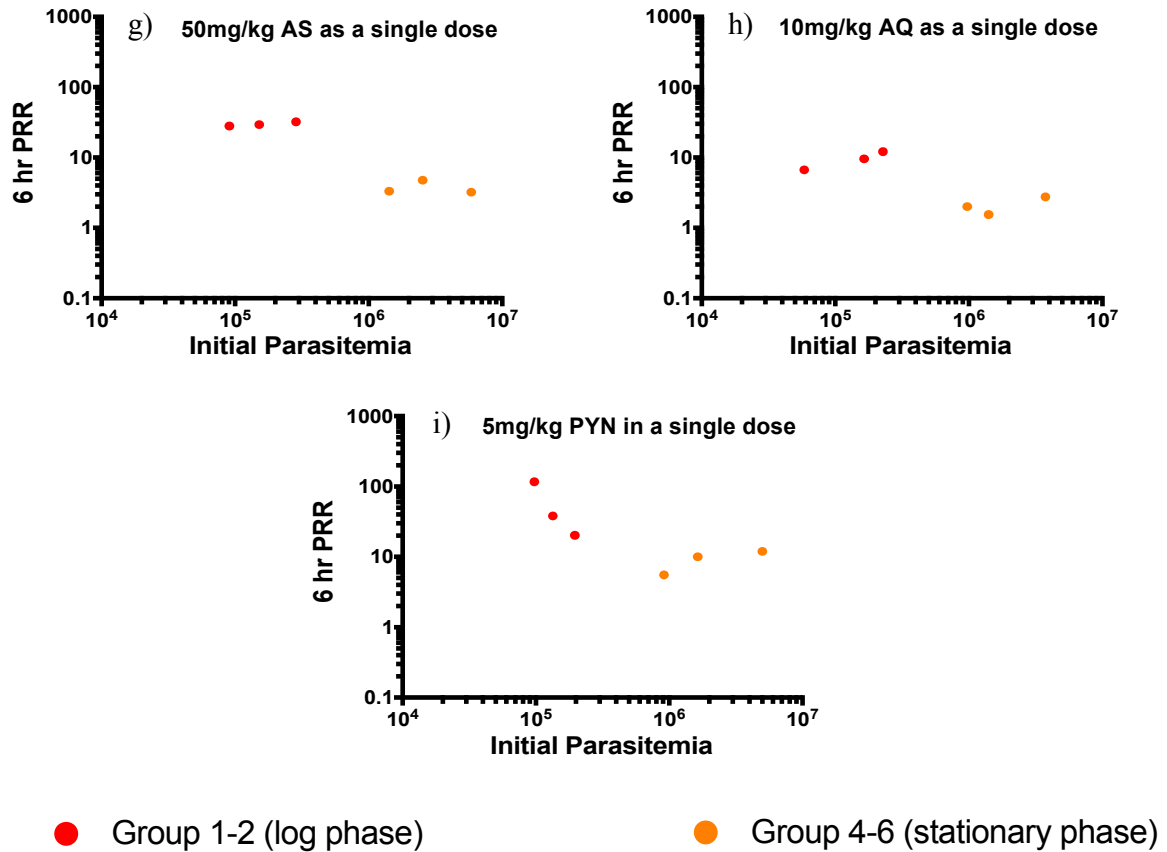 g) 50mg/kg AS as a single dose
1000
100
10
1
0.1
6 hr PRR
10⁴ 10⁵ 10⁶ 10⁷
Initial Parasitemia
h) 10mg/kg AQ as a single dose
1000
100
10
1
0.1
6 hr PRR
10⁴ 10⁵ 10⁶ 10⁷
Initial Parasitemia
i) 5mg/kg PYN in a single dose
1000
100
10
1
0.1
6 hr PRR
10⁴ 10⁵ 10⁶ 10⁷
Initial Parasitemia
Group 1-2 (log phase)
Group 4-6 (stationary phase)